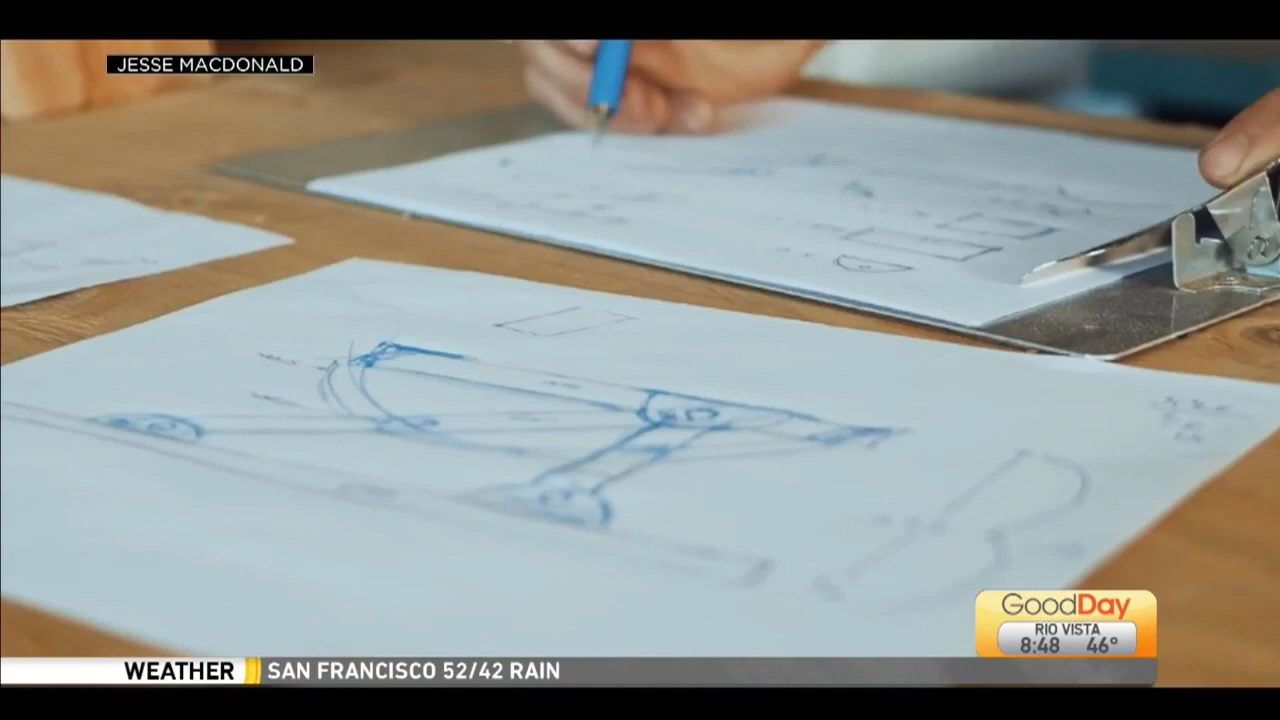 JESSE MACDONALD
GoodDay
RIO VISTA
8:48 46°
WEATHER SAN FRANCISCO 52/42 RAIN